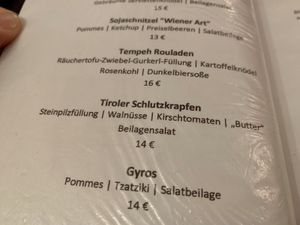 15 €
Sojaschnitzel "Wiener Art"
Pommes | Ketchup | Preiselbeeren | Salatbeilage
13 €
Tempeh Rouladen
Räuchertofu-Zwiebel-Gurkerl-Füllung | Kartoffelknödel
Rosenkohl | Dunkelbiersoße
16 €
Tiroler Schlutzkrapfen
Steinpilzfüllung | Walnüsse | Kirschtomaten | „Butter"
Beilagensalat
14 €
Gyros
Pommes | Tzatziki | Salatbeilage
14 €